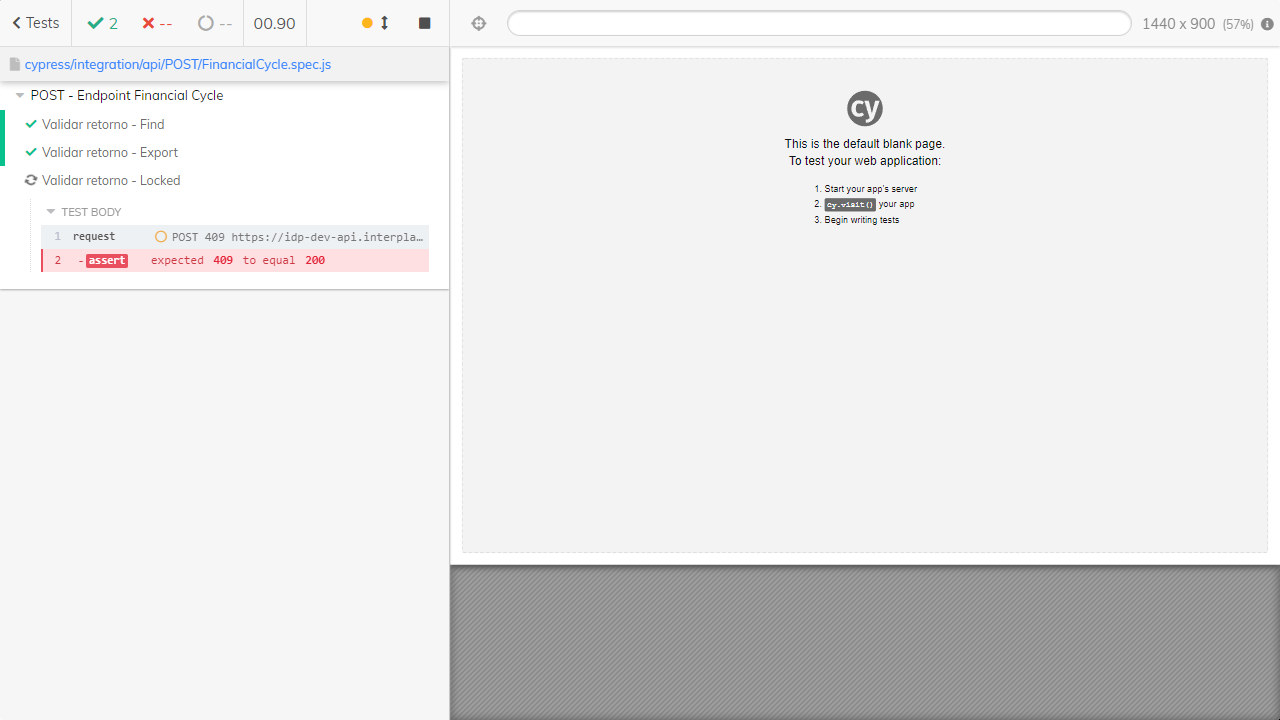 Tests 2 -- -- 00.90 1440 x 900 (57%)
cypress/integration/api/POST/FinancialCycle.spec.js
POST - Endpoint Financial Cycle
Validar retorno - Find
Validar retorno - Export
Validar retorno - Locked
TEST BODY
1 request POST 409 https://idp-dev-api.interpla…
2 -assert expected 409 to equal 200
cy
This is the default blank page.
To test your web application:
1. Start your app's server
2. cy.visit() your app
3. Begin writing tests